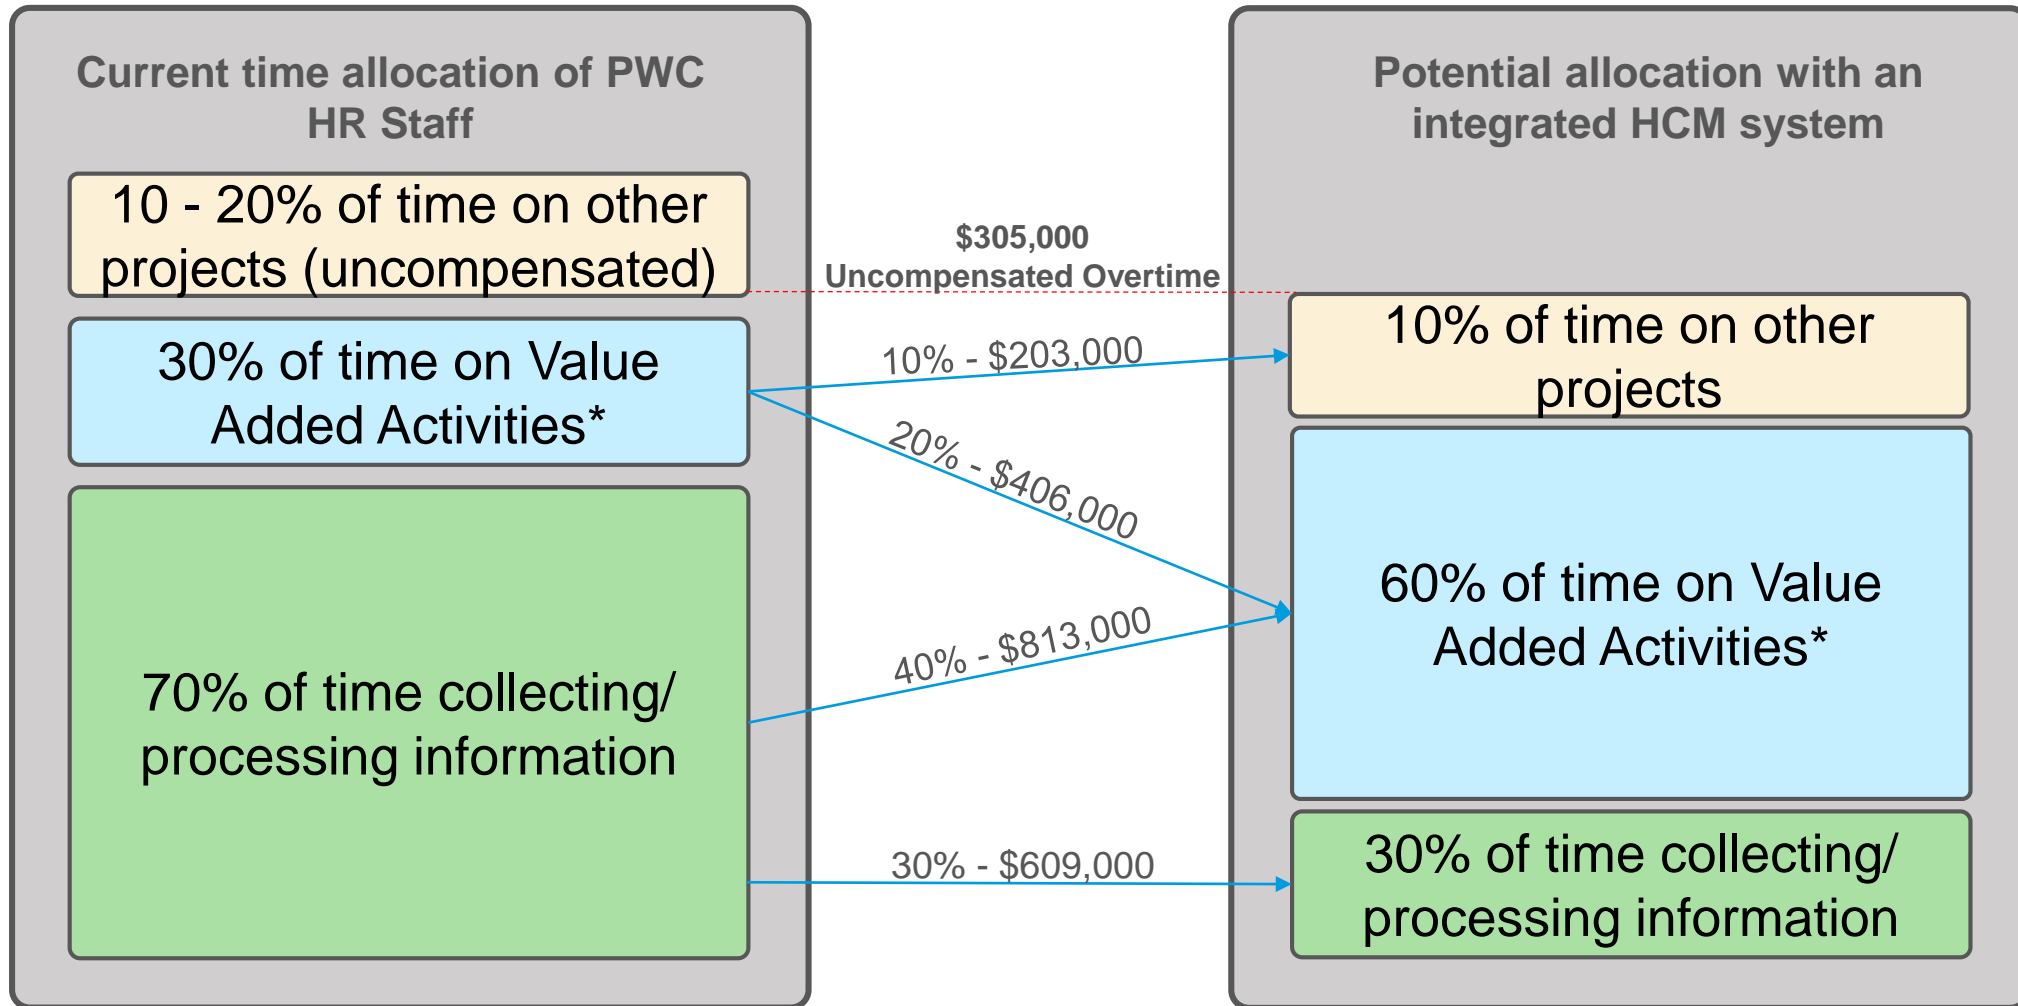 Current time allocation of PWC
HR Staff
10 - 20% of time on other
projects (uncompensated)
30% of time on Value
Added Activities*
70% of time collecting/
processing information
$305,000
Uncompensated Overtime
10% - $203,000
20% - $406,000
40% - $813,000
30% - $609,000
Potential allocation with an
integrated HCM system
10% of time on other
projects
60% of time on Value
Added Activities*
30% of time collecting/
processing information